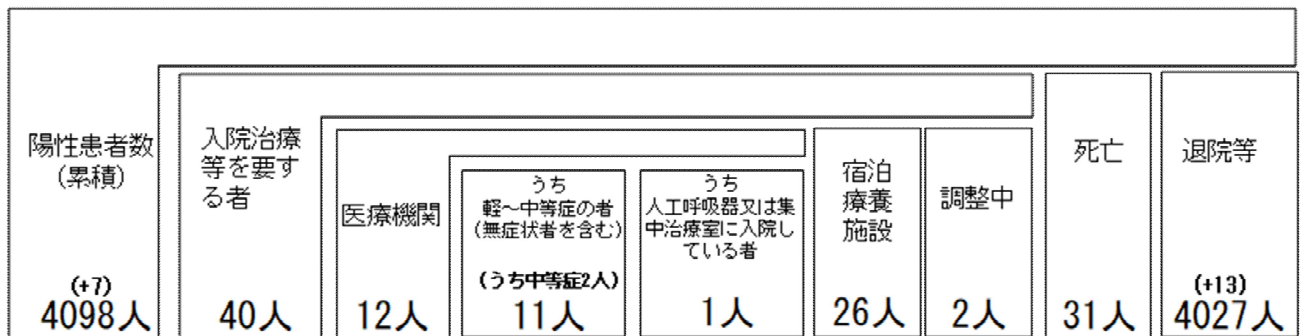 陽性患者数
(累積)
(+7)
4098人
入院治療
等を要す
る者
40人
医療機関
12人
うち
軽～中等症の者
(無症状者を含む)
(うち中等症2人)
11人
うち
人工呼吸器又は集
中治療室に入院し
ている者
1人
宿泊
療養
施設
26人
調整中
2人
死亡
31人
退院等
(+13)
4027人